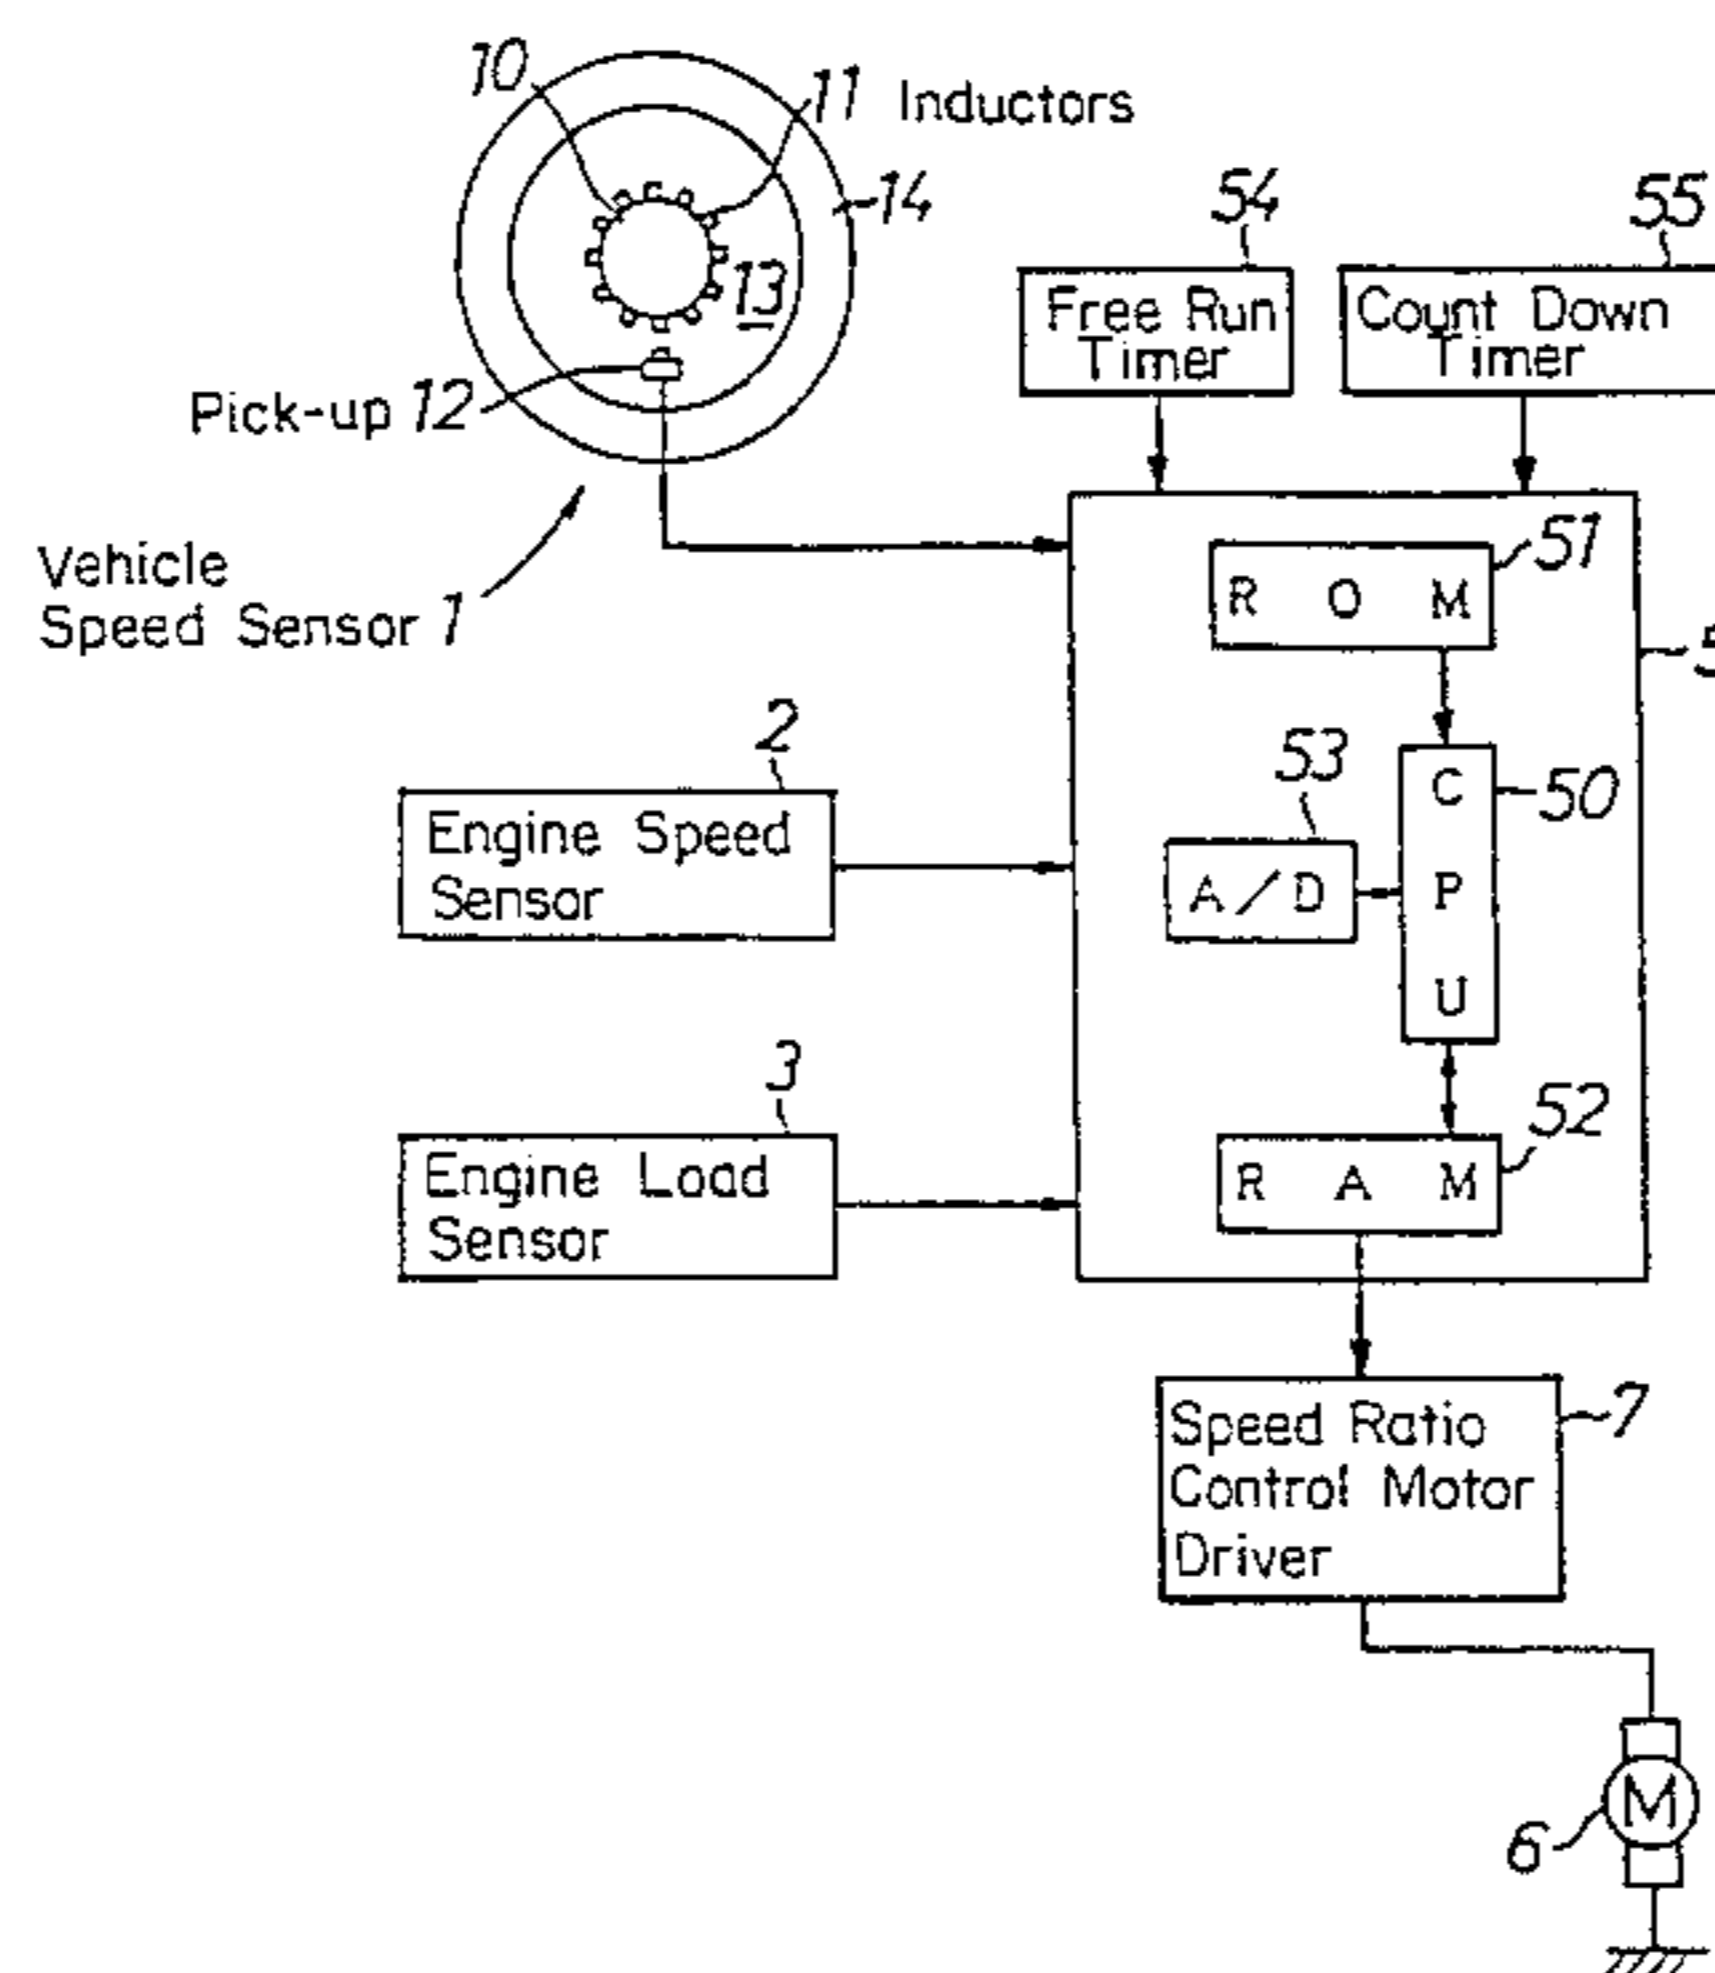 10
11 Inductors
14
13
Pick-up 12
Vehicle
Speed Sensor 1
54
Free Run
Timer
55
Count Down
Timer
51
R O M
5
2
Engine Speed
Sensor
53
A/D
50
C
P
U
3
Engine Load
Sensor
52
R A M
7
Speed Ratio
Control Motor
Driver
M
6